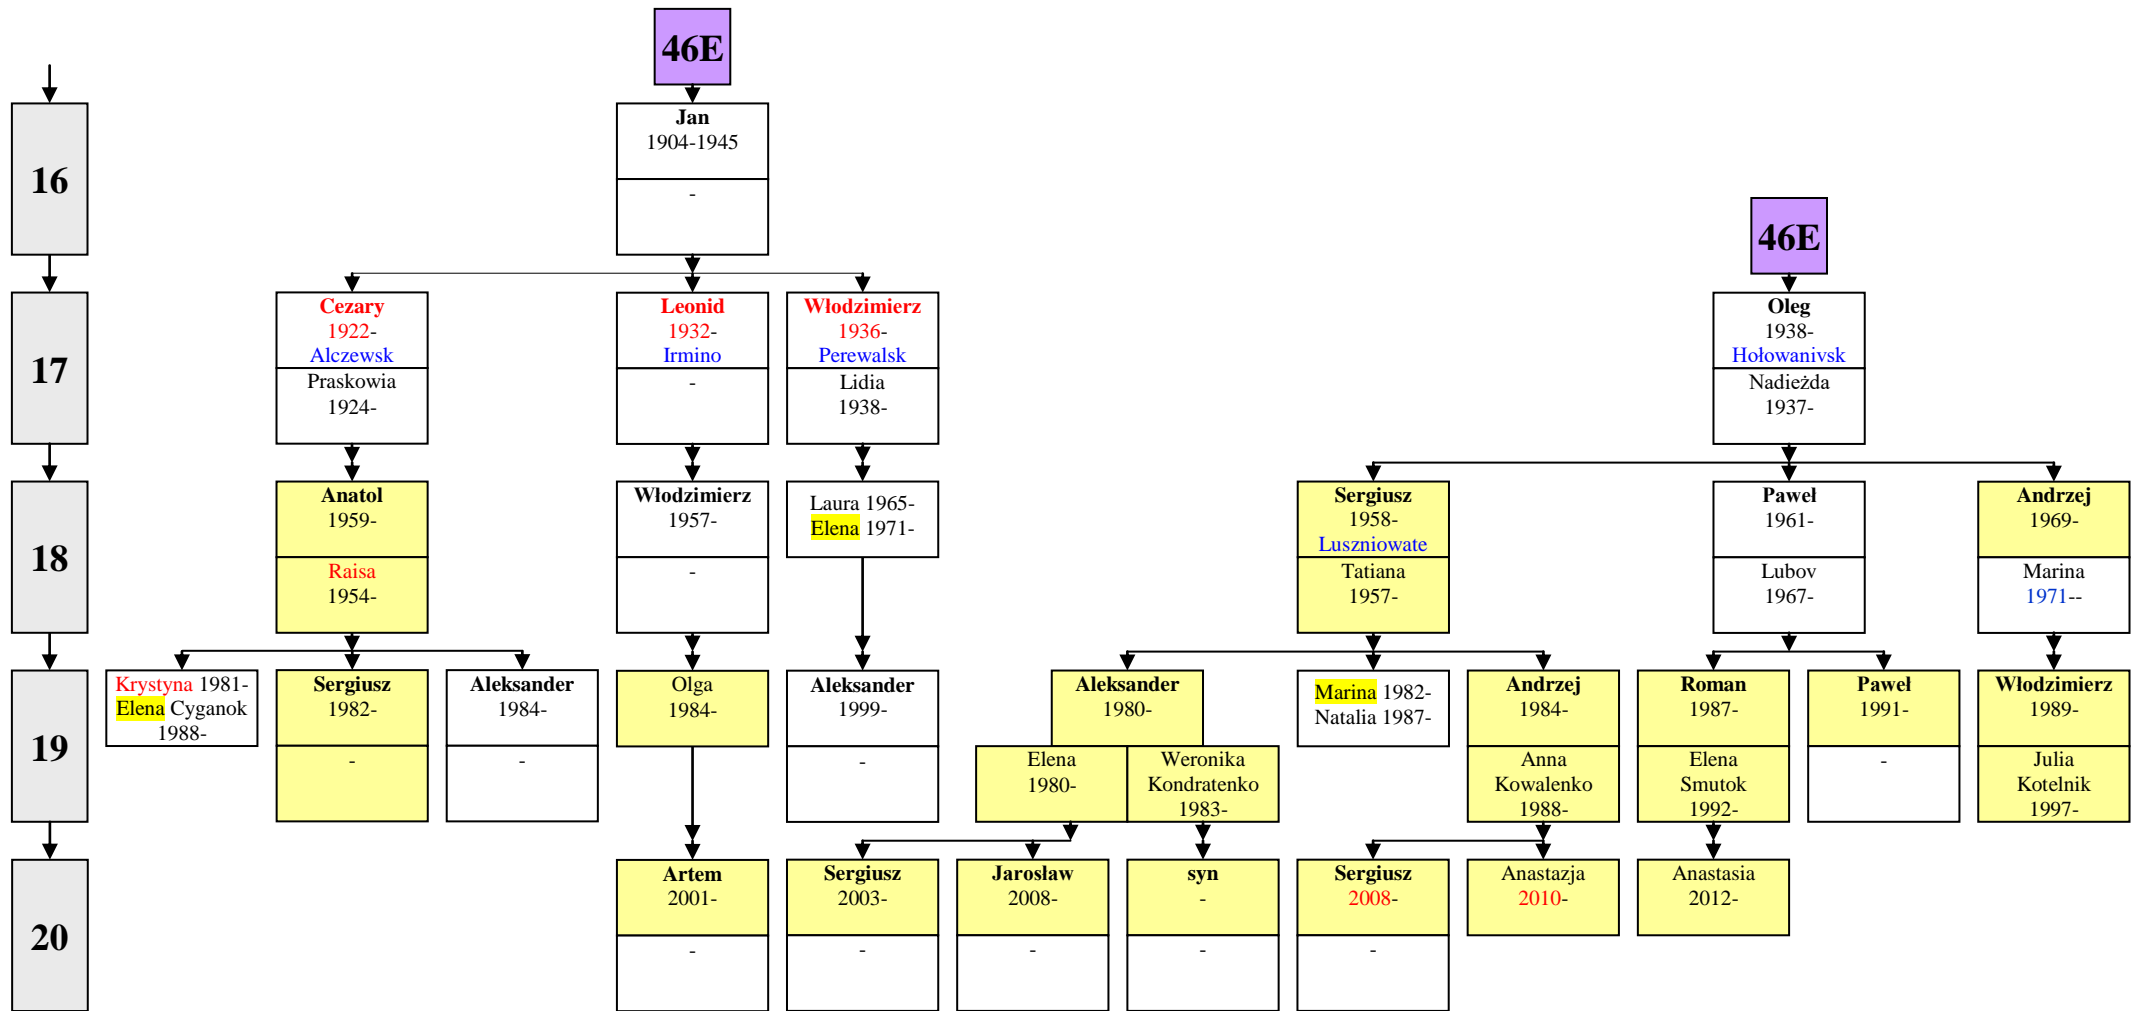 46E
16
Jan
1904-1945
-
46E
17
Cezary
1922-
Alczewsk
Praskowia
1924-
Leonid
1932-
Irmino
-
Włodzimierz
1936-
Perewalsk
Lidia
1938-
Oleg
1938-
Hołowanivsk
Nadieżda
1937-
18
Anatol
1959-
Raisa
1954-
Włodzimierz
1957-
-
Laura 1965-
Elena 1971-
Sergiusz
1958-
Luszniowate
Tatiana
1957-
Paweł
1961-
Lubov
1967-
Andrzej
1969-
Marina
1971--
19
Krystyna 1981-
Elena Cyganok
1988-
Sergiusz
1982-
-
Aleksander
1984-
-
Olga
1984-
Aleksander
1999-
-
Aleksander
1980-
Elena
1980-
Weronika
Kondratenko
1983-
Marina 1982-
Natalia 1987-
Andrzej
1984-
Anna
Kowalenko
1988-
Roman
1987-
Elena
Smutok
1992-
Paweł
1991-
-
Włodzimierz
1989-
Julia
Kotelnik
1997-
20
Artem
2001-
-
Sergiusz
2003-
-
Jarosław
2008-
-
syn
-
-
Sergiusz
2008-
-
Anastazja
2010-
Anastasia
2012-